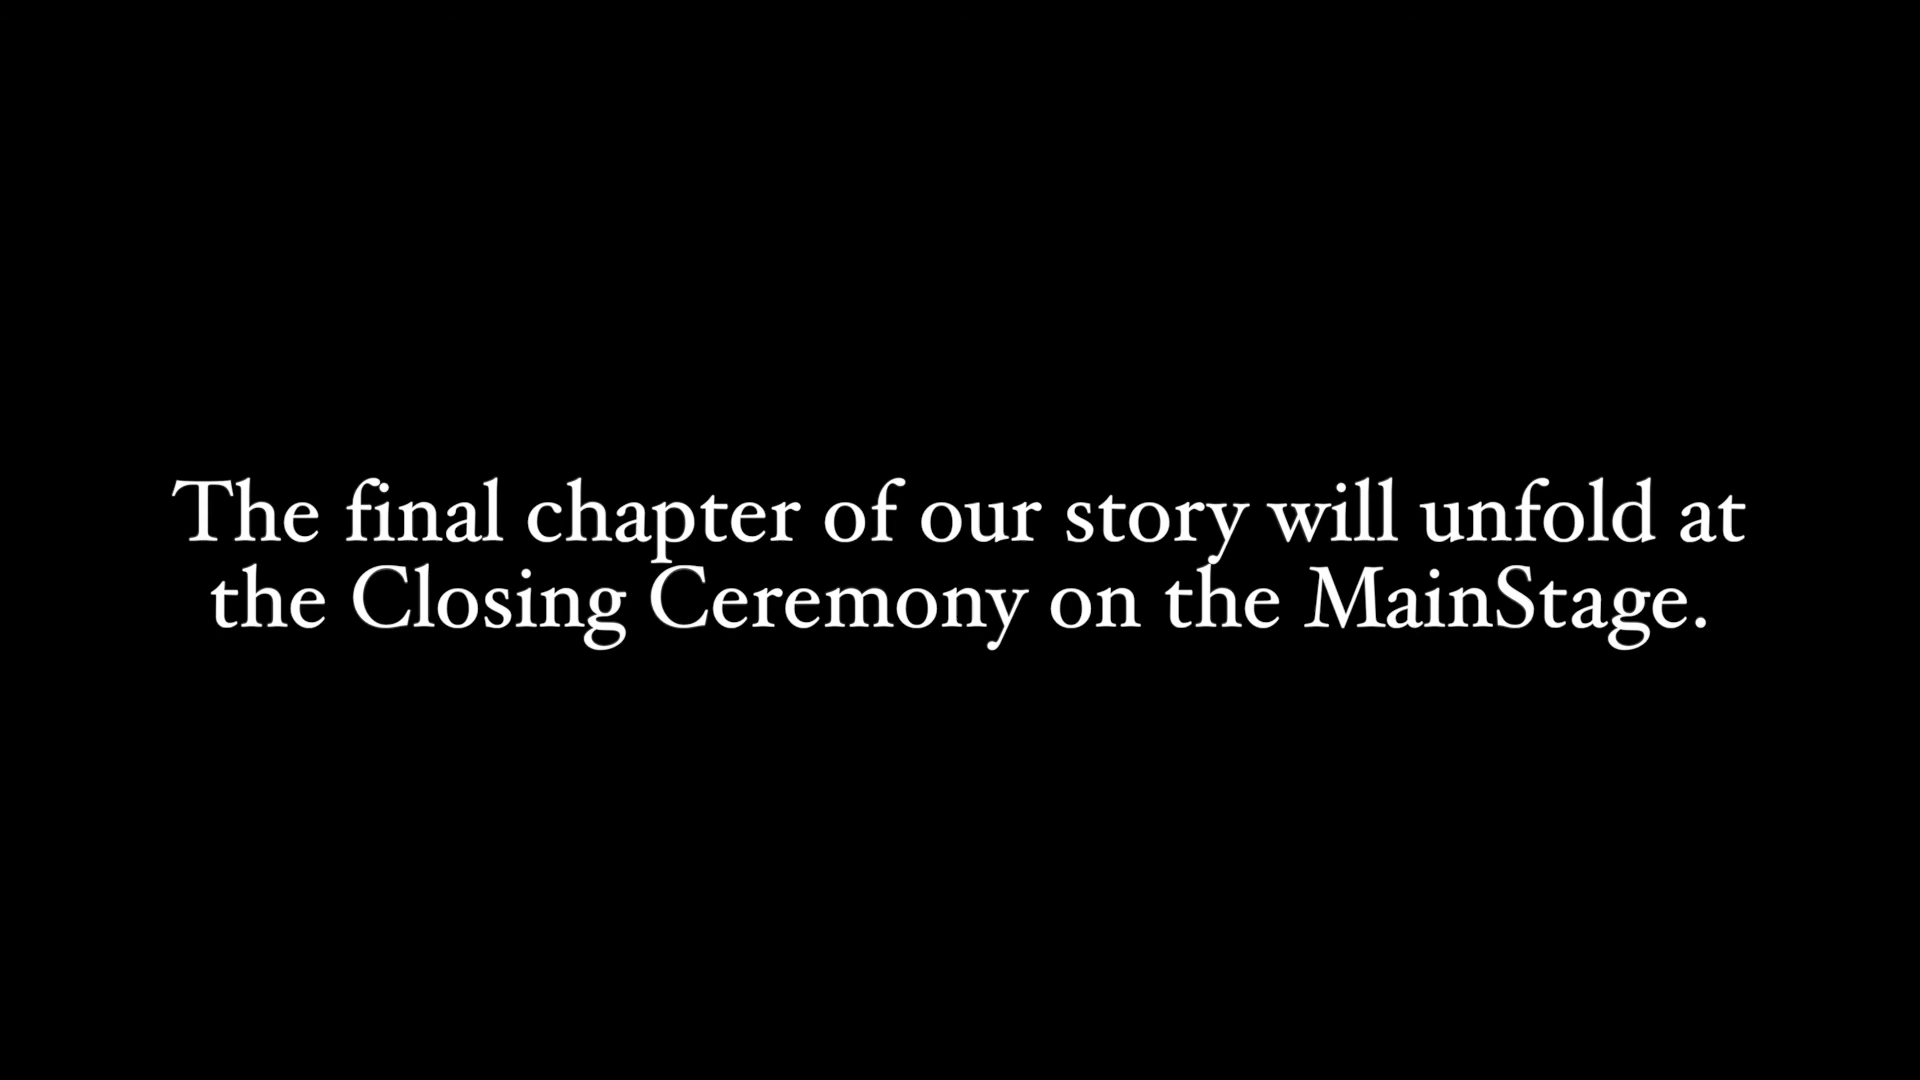 The final chapter of our story will unfold at
the Closing Ceremony on the MainStage.